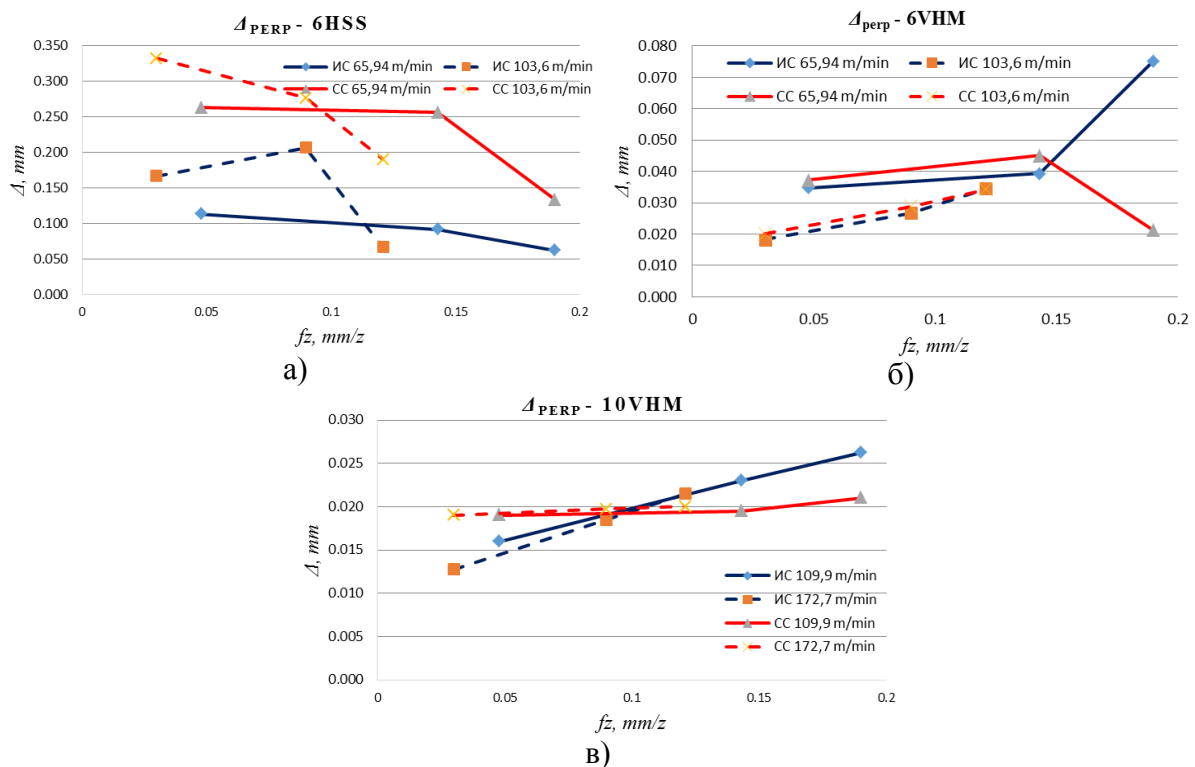 Δ PERP - 6HSS
0.350
0.300
0.250
0.200
0.150
0.100
0.050
0.000
Δ, mm
ИС 65,94 m/min
ИС 103,6 m/min
СС 65,94 m/min
СС 103,6 m/min
0
0.05
0.1
0.15
0.2
fz, mm/z
а)
Δ perp - 6VHM
0.080
0.070
0.060
0.050
0.040
0.030
0.020
0.010
0.000
Δ, mm
ИС 65,94 m/min
ИС 103,6 m/min
СС 65,94 m/min
СС 103,6 m/min
0
0.05
0.1
0.15
0.2
fz, mm/z
б)
Δ PERP - 10VHM
0.030
0.025
0.020
0.015
0.010
0.005
0.000
Δ, mm
ИС 109,9 m/min
ИС 172,7 m/min
СС 109,9 m/min
СС 172,7 m/min
0
0.05
0.1
0.15
0.2
fz, mm/z
в)